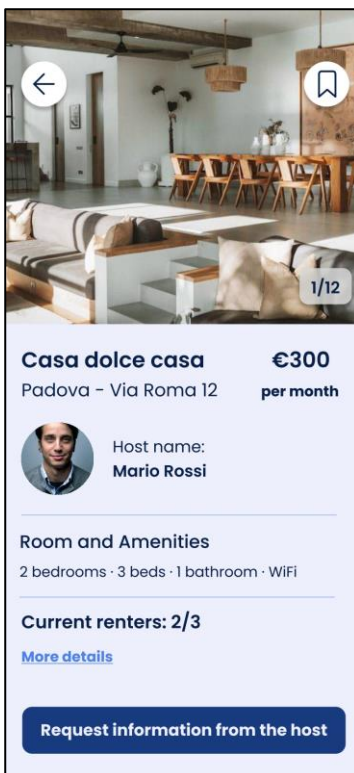 1/12
Casa dolce casa
€300
Padova - Via Roma 12
per month
Host name:
Mario Rossi
Room and Amenities
2 bedrooms · 3 beds · 1 bathroom · WiFi
Current renters: 2/3
More details
Request information from the host